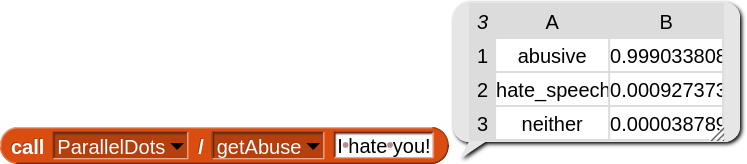 3 A B
1 abusive 0.999033808
2 hate_speech 0.000927373
3 neither 0.000038789
call ParallelDots / getAbuse I hate you!